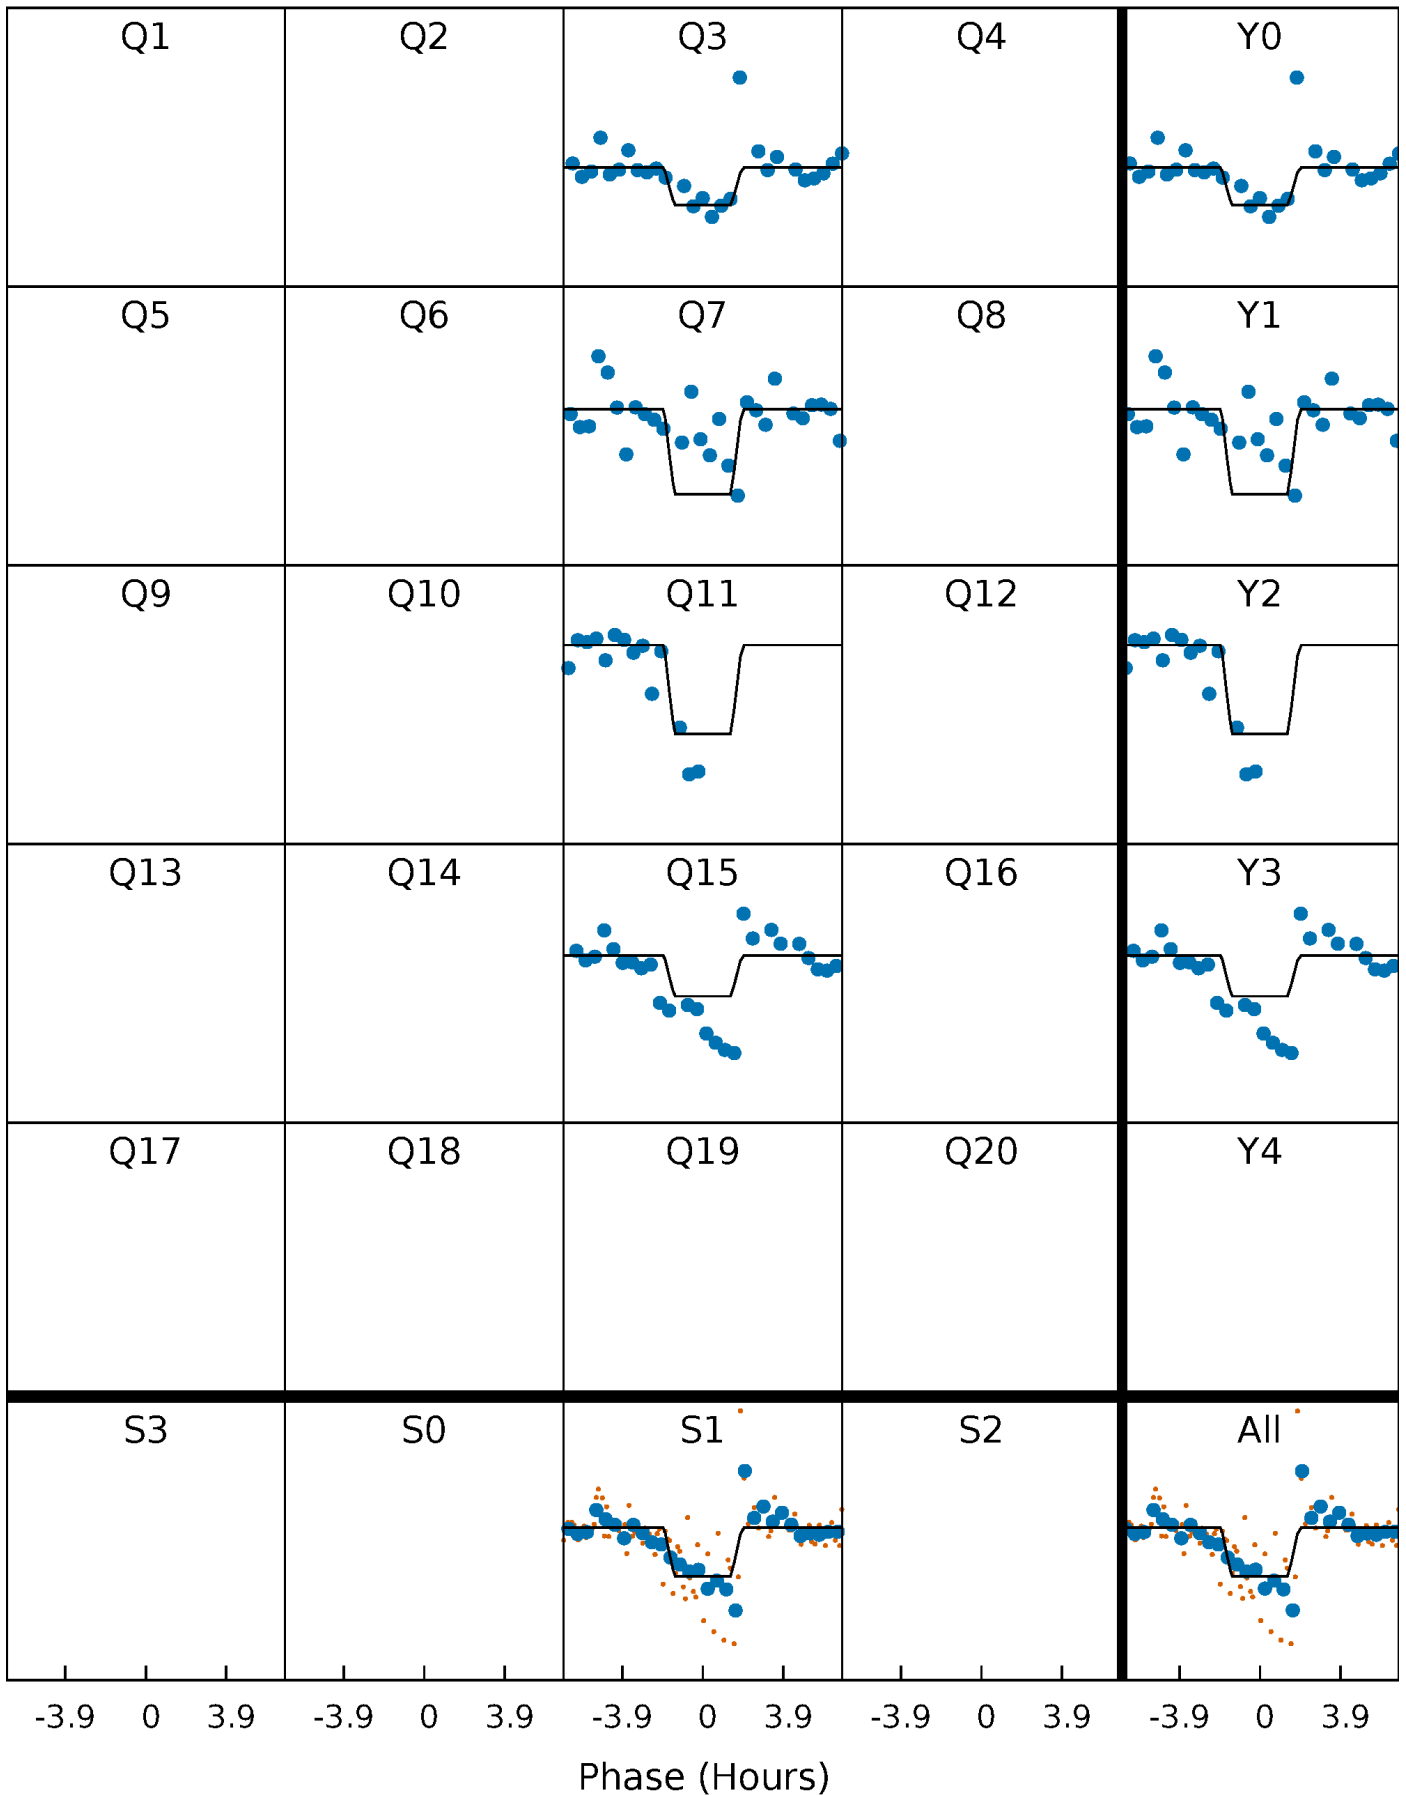 Q1 Q2 Q3 Q4 Y0
Q5 Q6 Q7 Q8 Y1
Q9 Q10 Q11 Q12 Y2
Q13 Q14 Q15 Q16 Y3
Q17 Q18 Q19 Q20 Y4
S3 S0 S1 S2 All
-3.9 0 3.9 -3.9 0 3.9 -3.9 0 3.9 -3.9 0 3.9 -3.9 0 3.9
Phase (Hours)